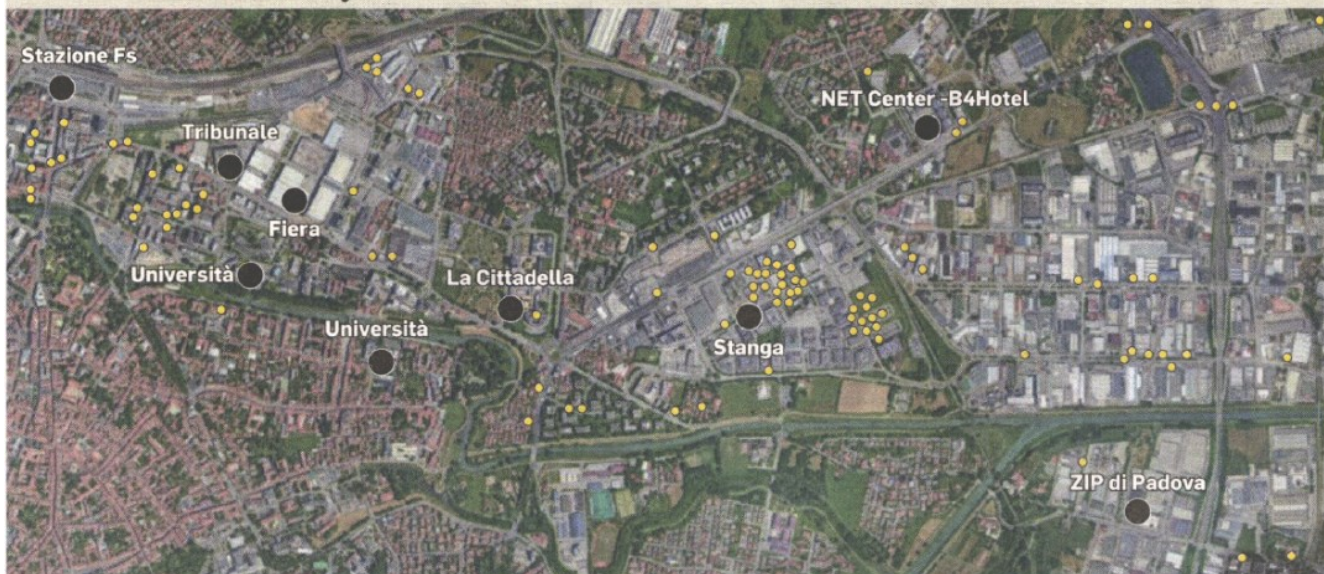 Stazione Fs
NET Center -B4Hotel
Tribunale
Fiera
Università
La Cittadella
Università
Stanga
ZIP di Padova